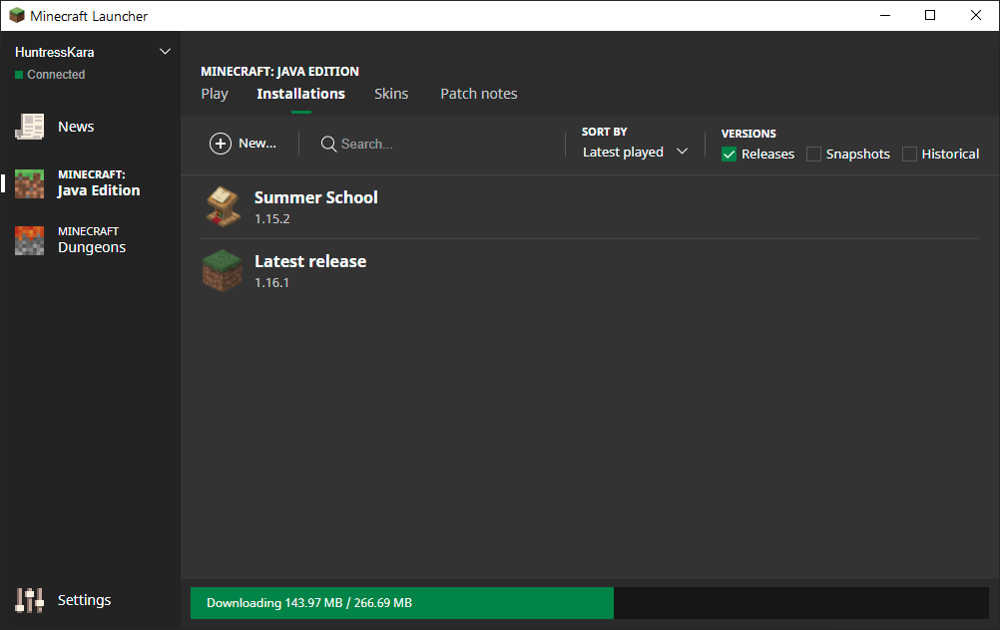 Minecraft Launcher
HuntressKara
Connected
News
MINECRAFT:
Java Edition
MINECRAFT
Dungeons
Settings
MINECRAFT: JAVA EDITION
Play Installations Skins Patch notes
New... Search...
SORT BY
Latest played
VERSIONS
Releases Snapshots Historical
Summer School
1.15.2
Latest release
1.16.1
Downloading 143.97 MB / 266.69 MB